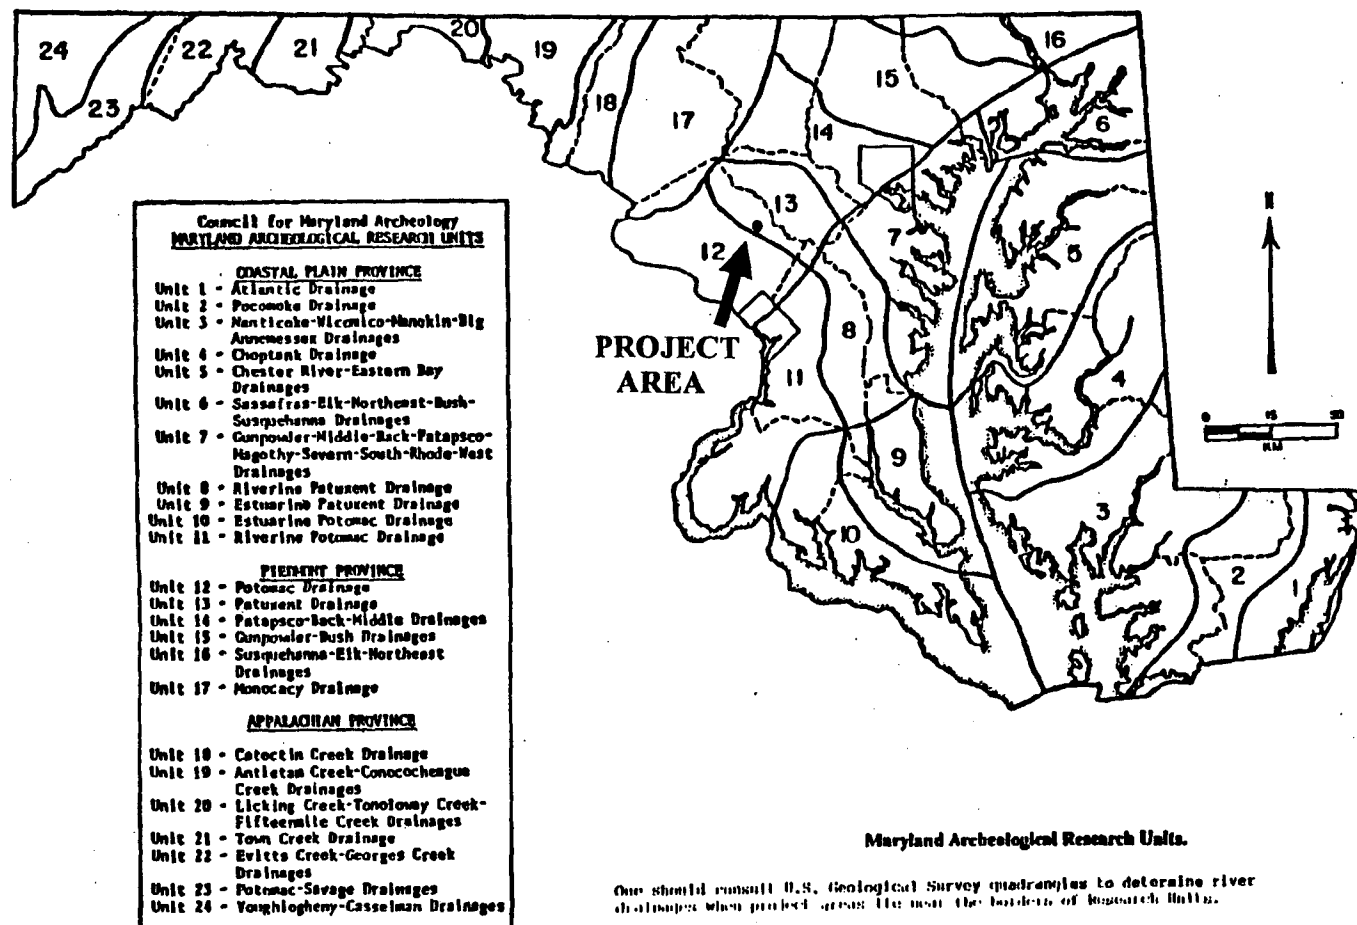 24
23
22
21
20
19
18
17
16
15
14
13
12
11
10
9
8
7
6
5
4
3
2
1
PROJECT
AREA
N
0 15 30
KM
Council for Maryland Archeology
MARYLAND ARCHEOLOGICAL RESEARCH UNITS
COASTAL PLAIN PROVINCE
Unit 1 - Atlantic Drainage
Unit 2 - Pocomoke Drainage
Unit 3 - Nanticoke-Wicomico-Manokin-Big
Annemessex Drainages
Unit 4 - Choptank Drainage
Unit 5 - Chester River-Eastern Bay
Drainages
Unit 6 - Sassafras-Elk-Northeast-Bush-
Susquehanna Drainages
Unit 7 - Gunpowder-Middle-Back-Patapsco-
Magothy-Severn-South-Rhode-West
Drainages
Unit 8 - Riverine Patuxent Drainage
Unit 9 - Estuarine Patuxent Drainage
Unit 10 - Estuarine Potomac Drainage
Unit 11 - Riverine Potomac Drainage
PIEDMONT PROVINCE
Unit 12 - Potomac Drainage
Unit 13 - Patuxent Drainage
Unit 14 - Patapsco-Back-Middle Drainages
Unit 15 - Gunpowder-Bush Drainages
Unit 16 - Susquehanna-Elk-Northeast
Drainages
Unit 17 - Monocacy Drainage
APPALACHIAN PROVINCE
Unit 18 - Catoctin Creek Drainage
Unit 19 - Antietam Creek-Conococheague
Creek Drainages
Unit 20 - Licking Creek-Tonoloway Creek-
Fifteenmile Creek Drainages
Unit 21 - Town Creek Drainage
Unit 22 - Evitts Creek-Georges Creek
Drainages
Unit 23 - Potomac-Savage Drainages
Unit 24 - Youghiogheny-Casselman Drainages
Maryland Archeological Research Units.
One should consult U.S. Geological Survey quadrangles to determine river
drainages when project areas lie near the borders of Research Units.